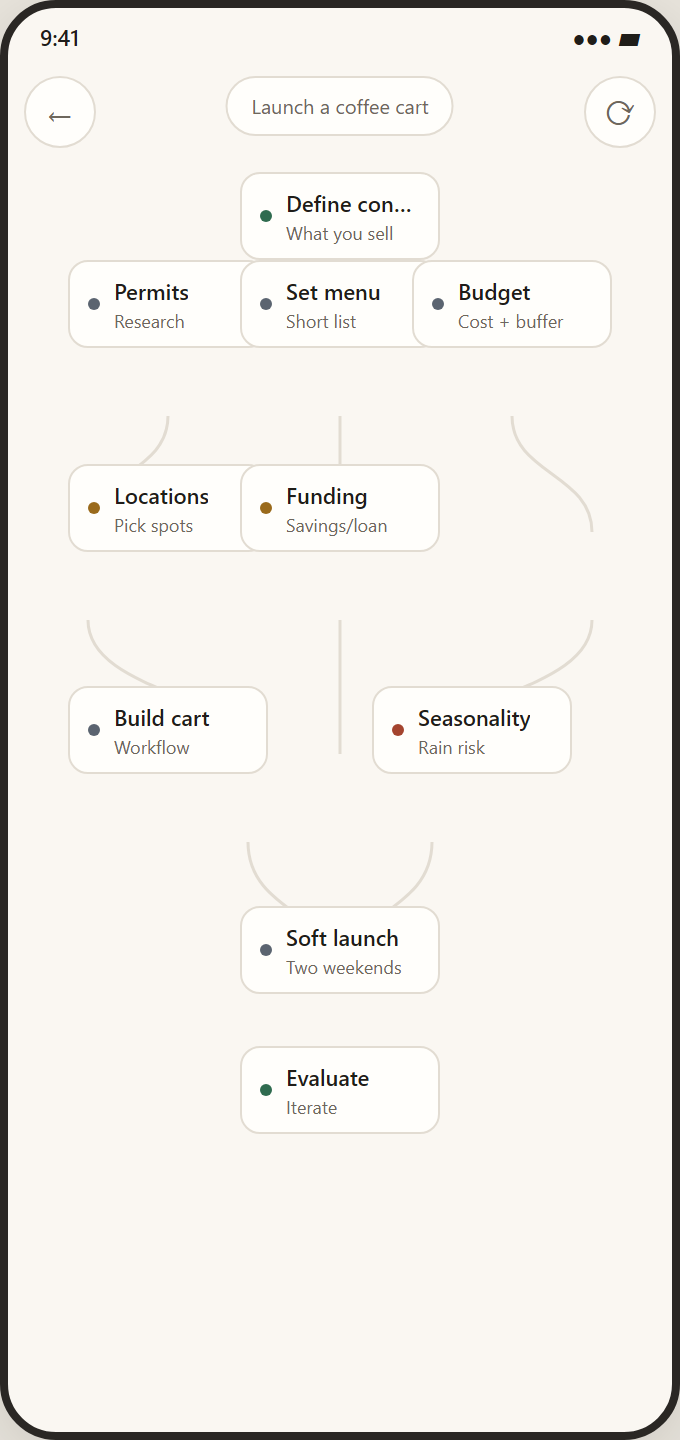 9:41
Launch a coffee cart
Define con...
What you sell
Permits
Research
Set menu
Short list
Budget
Cost + buffer
Locations
Pick spots
Funding
Savings/loan
Build cart
Workflow
Seasonality
Rain risk
Soft launch
Two weekends
Evaluate
Iterate